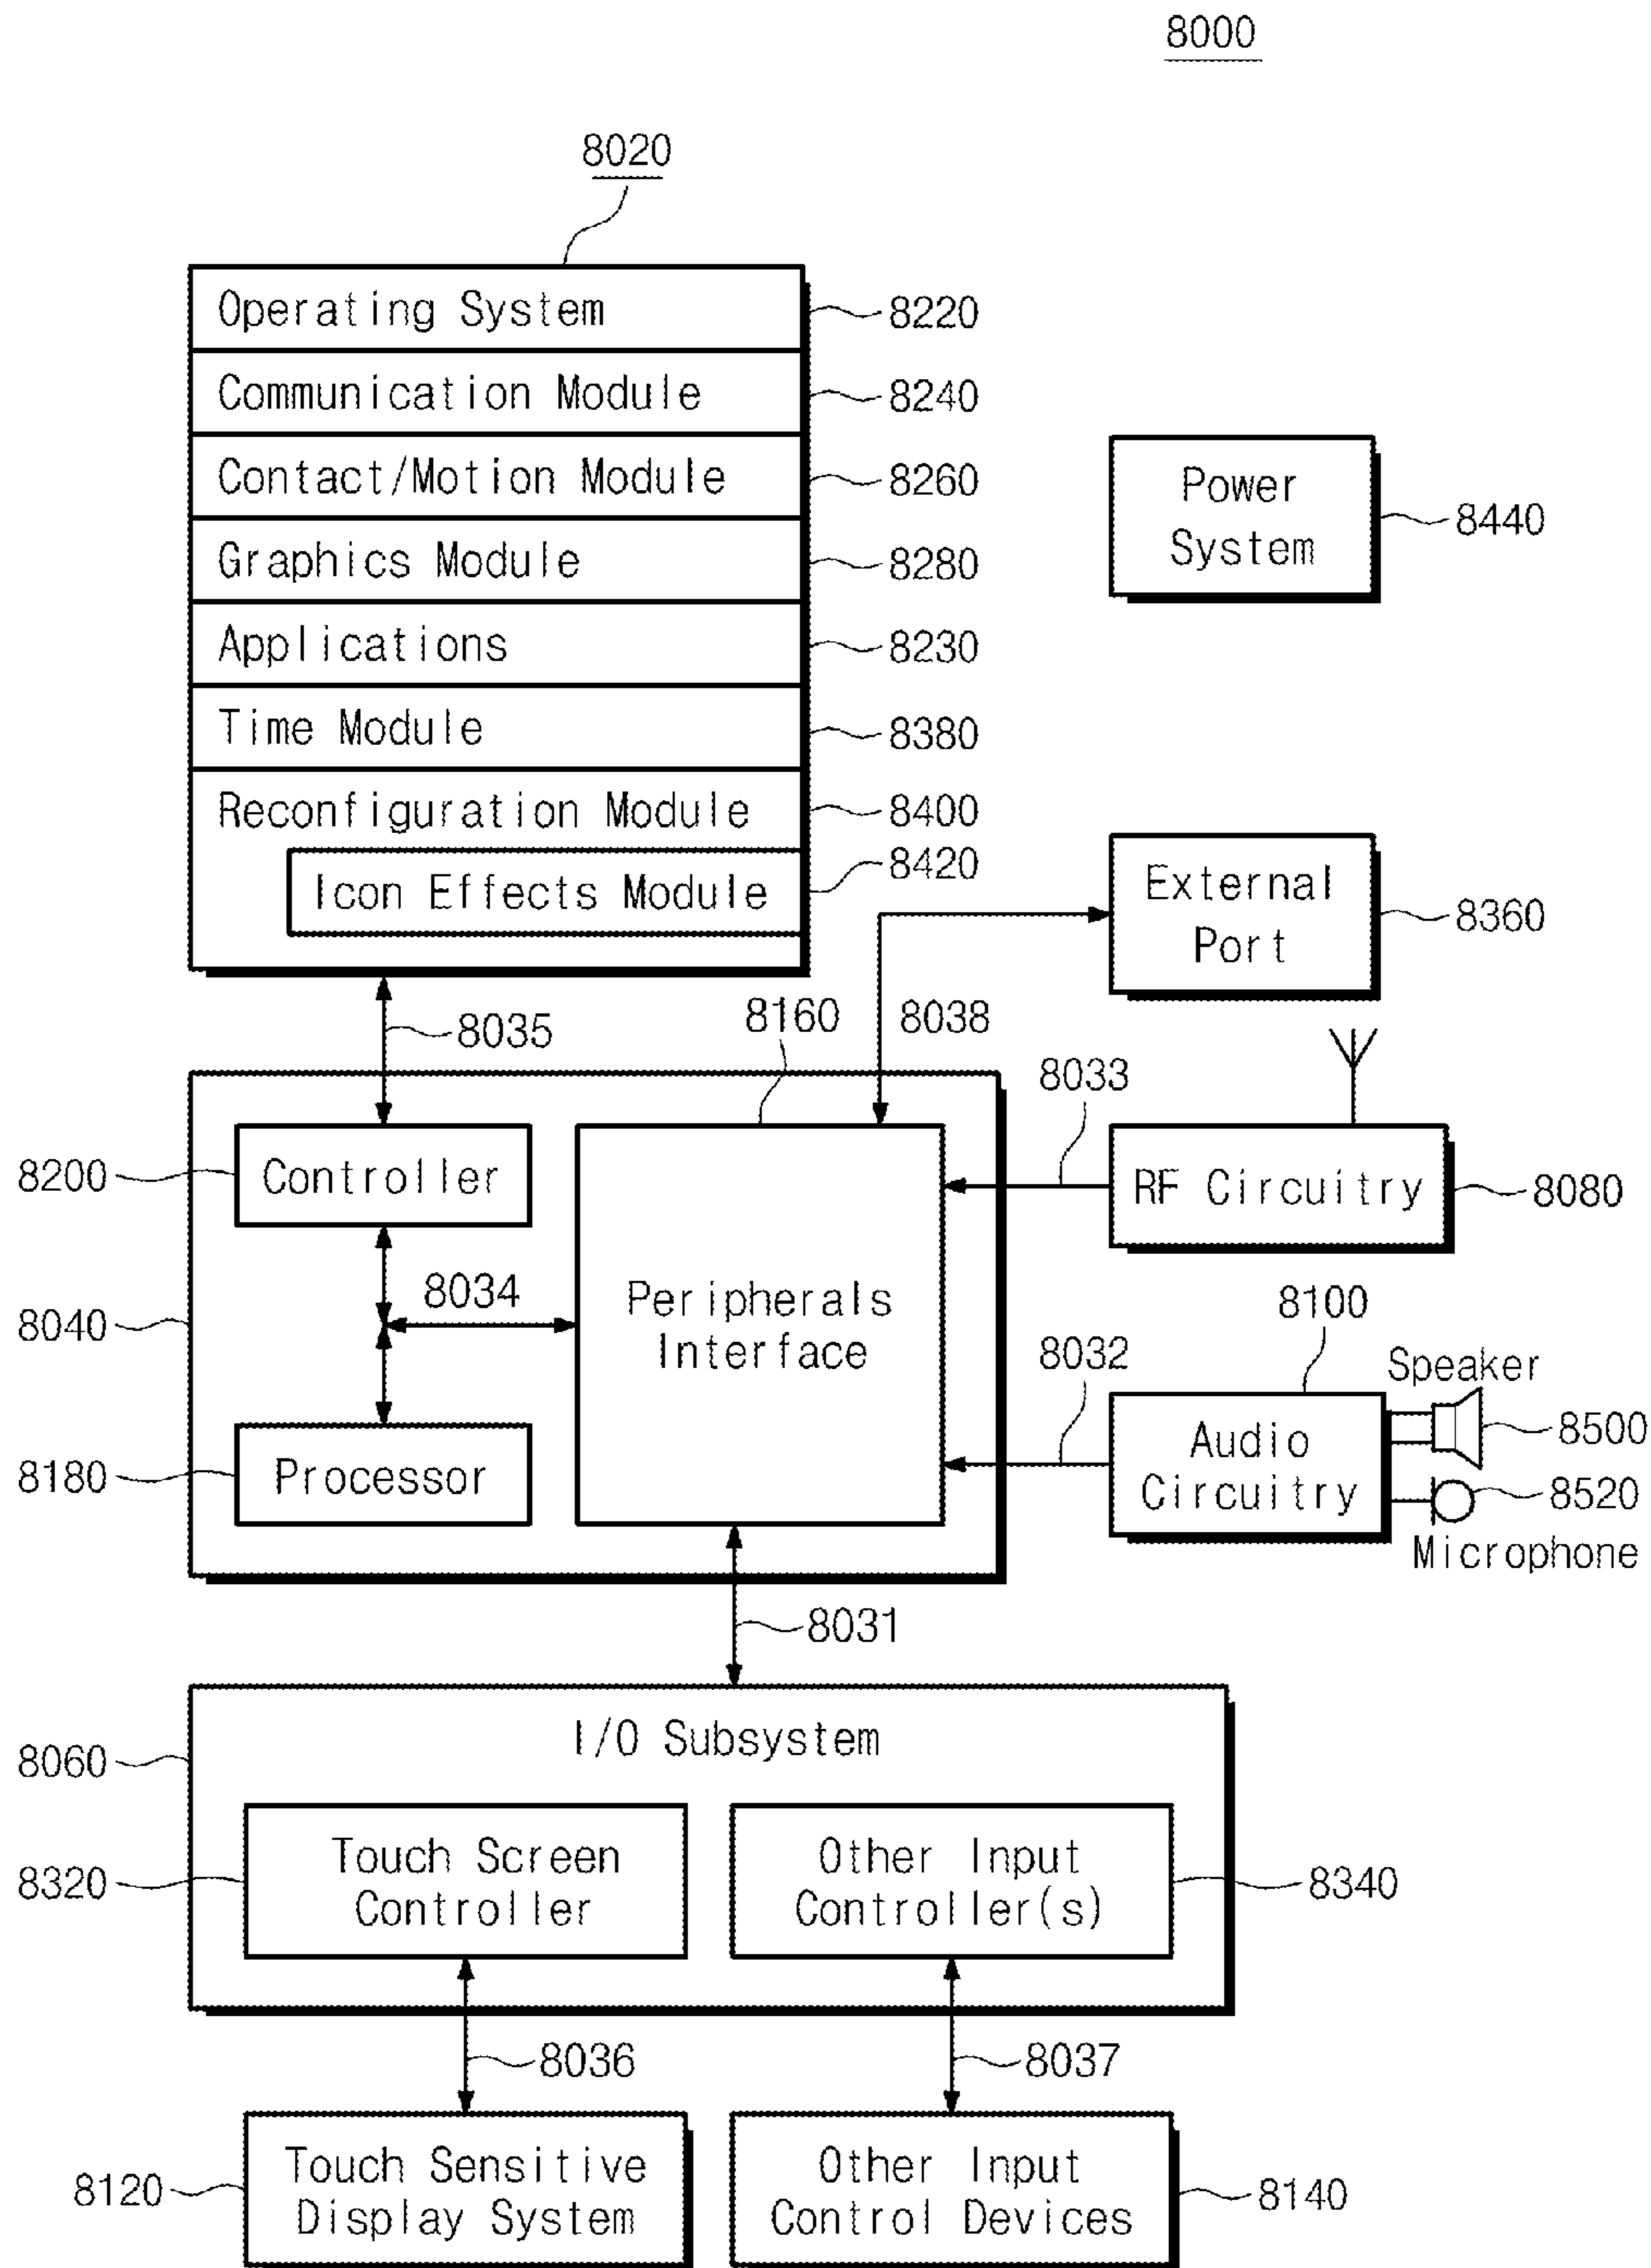 8000
8020
Operating System
8220
Communication Module
8240
Contact/Motion Module
8260
Graphics Module
8280
Applications
8230
Time Module
8380
Reconfiguration Module
8400
Icon Effects Module
8420
Power
System
8440
External
Port
8360
8035
8160
8038
8033
8200
Controller
RF Circuitry
8080
8040
8034
Peripherals
Interface
8032
8100
Speaker
8500
Audio
Circuitry
8520
Microphone
8180
Processor
8031
8060
I/O Subsystem
8320
Touch Screen
Controller
Other Input
Controller(s)
8340
8036
8037
8120
Touch Sensitive
Display System
Other Input
Control Devices
8140